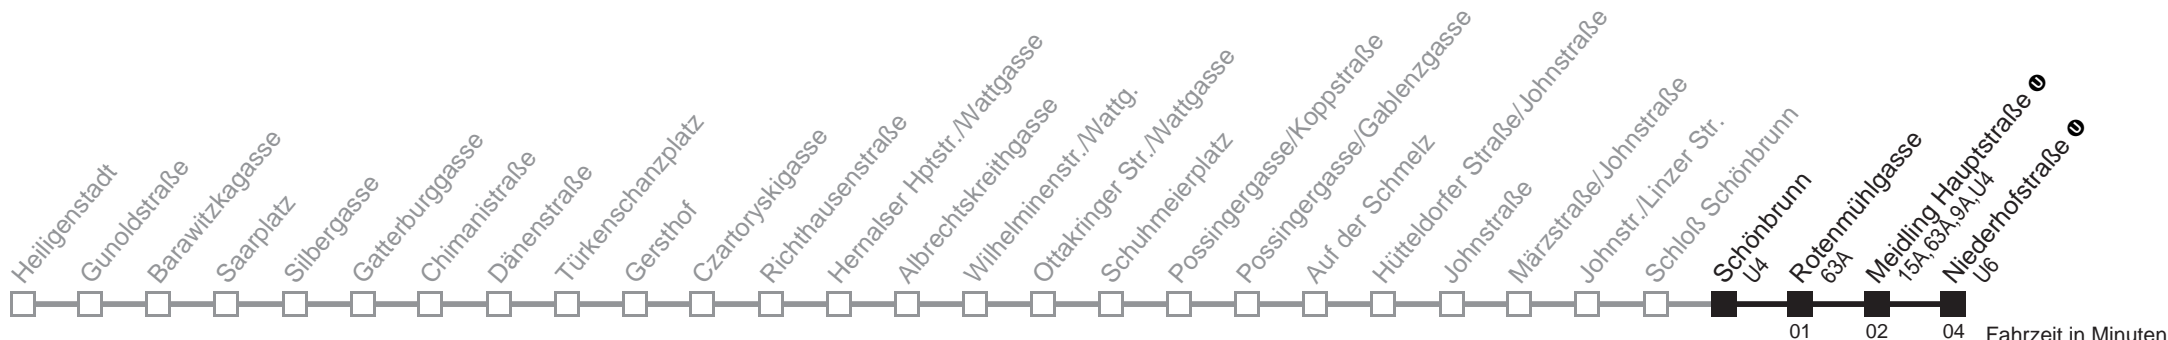 Heiligenstadt
Gunoldstraße
Barawitzkagasse
Saarplatz
Silbergasse
Gatterburggasse
Chimanistraße
Dänenstraße
Türkenschanzplatz
Gersthof
Czartoryskigasse
Richthausenstraße
Hernalser Hptstr./Wattgasse
Albrechtskreithgasse
Wilhelminenstr./Wattg.
Ottakringer Str./Wattgasse
Schuhmeierplatz
Possingergasse/Koppstraße
Possingergasse/Gablenzgasse
Auf der Schmelz
Hütteldorfer Straße/Johnstraße
Johnstraße
Märzstraße/Johnstraße
Johnstr./Linzer Str.
Schloß Schönbrunn
Schönbrunn
U4
Rotenmühlgasse
63A
Meidling Hauptstraße U
15A,63A,9A,U4
Niederhofstraße U
U6
01 02 04 Fahrzeit in Minuten